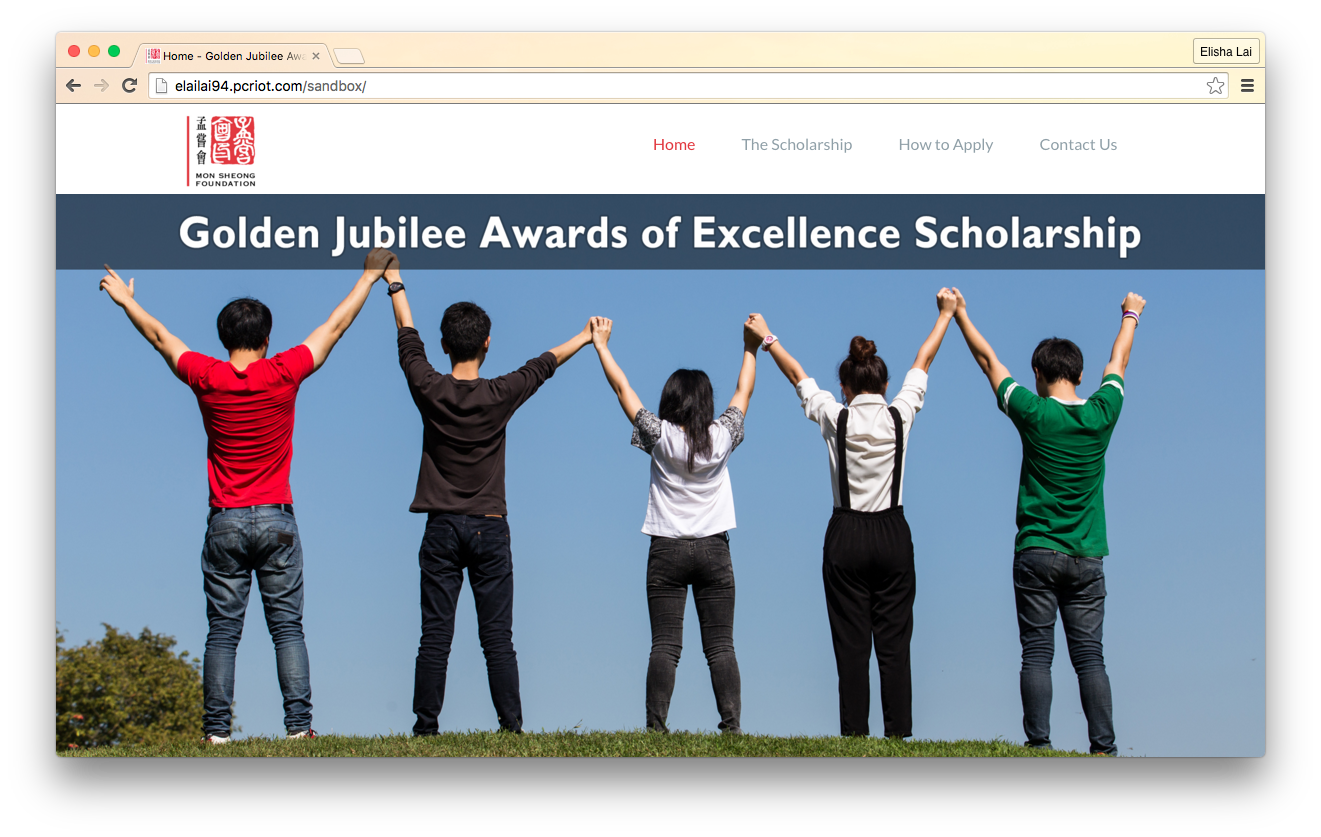 Home - Golden Jubilee Aw
Elisha Lai
elailai94.pcriot.com/sandbox/
孟嘗會
MON SHEONG
FOUNDATION
Home
The Scholarship
How to Apply
Contact Us
Golden Jubilee Awards of Excellence Scholarship